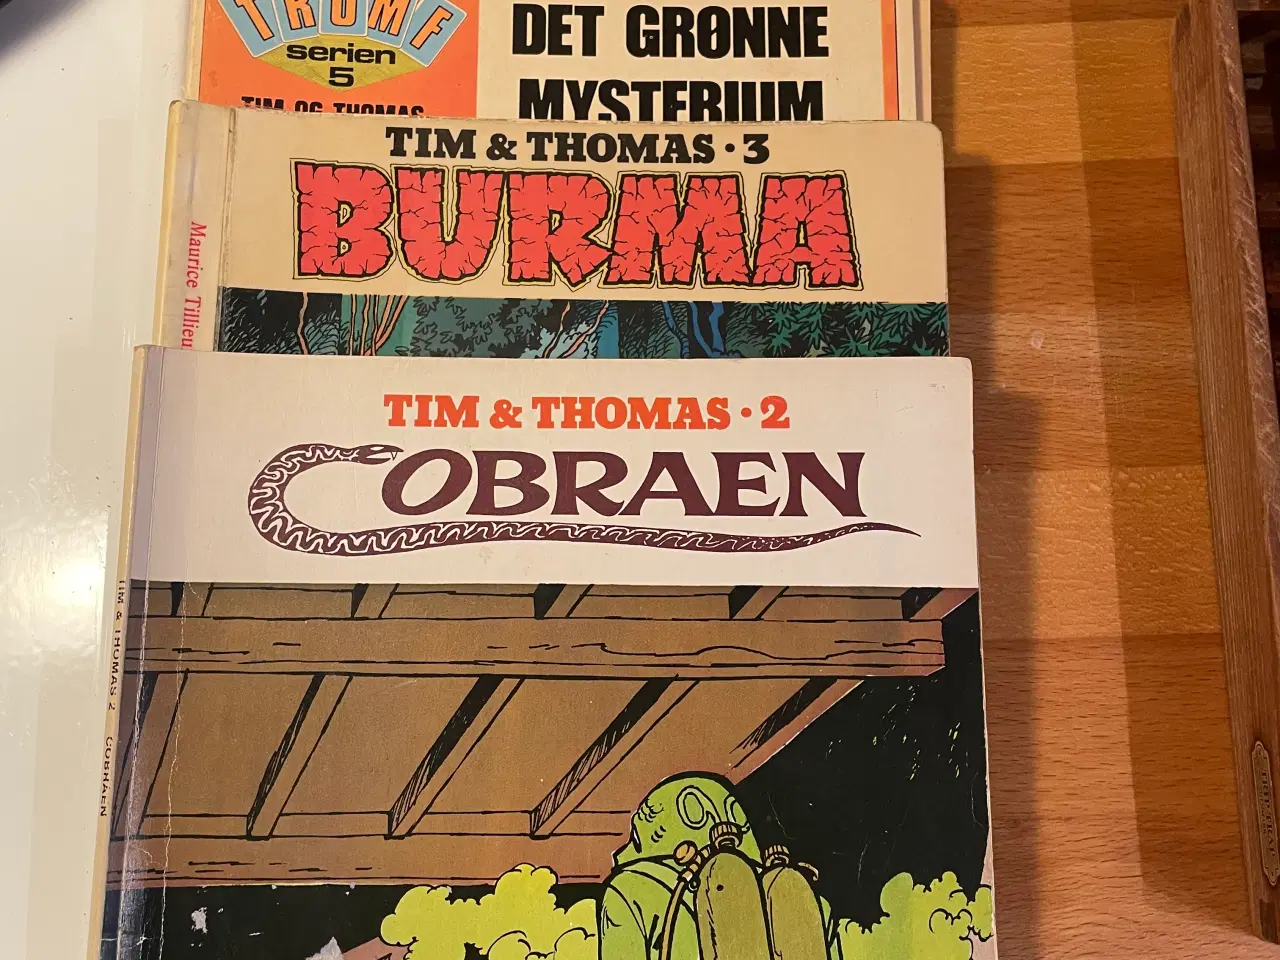 TRUMF
serien
5
TIM OG THOMAS
DET GRØNNE
MYSTERIUM
TIM & THOMAS · 3
BURMA
Maurice Tillieu
TIM & THOMAS · 2
COBRAEN
TIM & THOMAS 2 COBRAEN